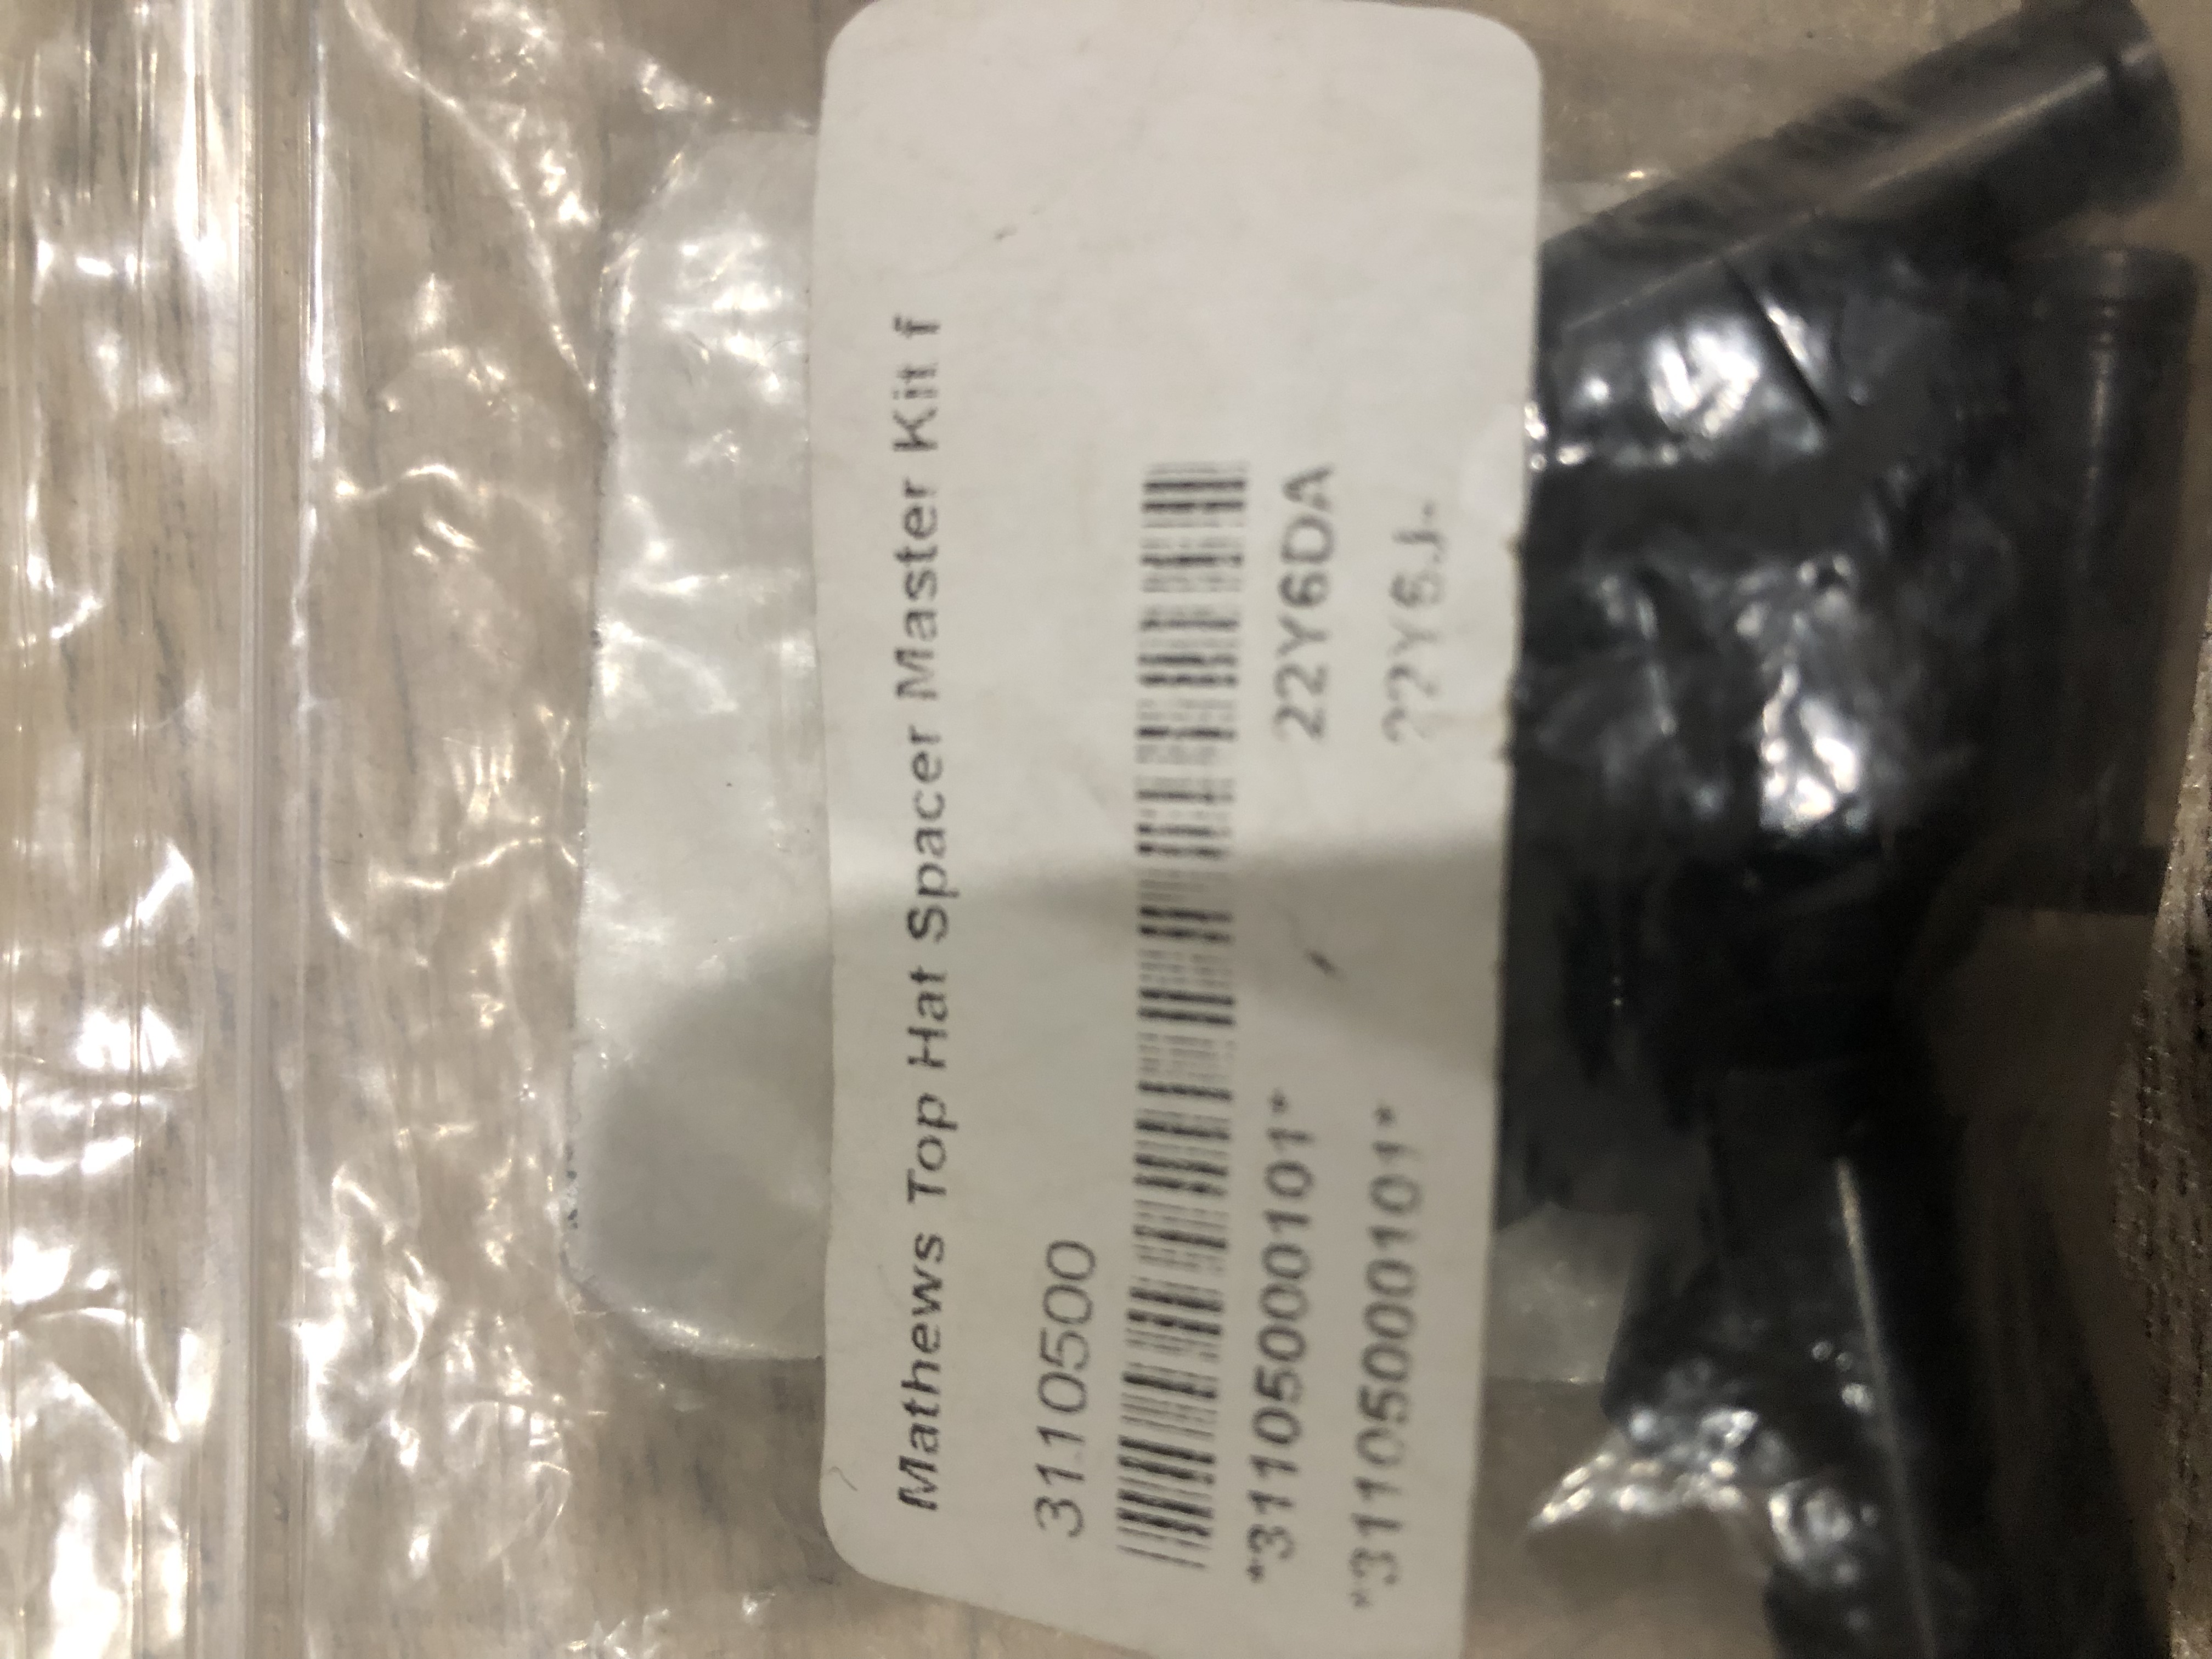 Mathews Top Hat Spacer Master Kit f
3110500
*31105000101* 22Y6DA
*31105000101*